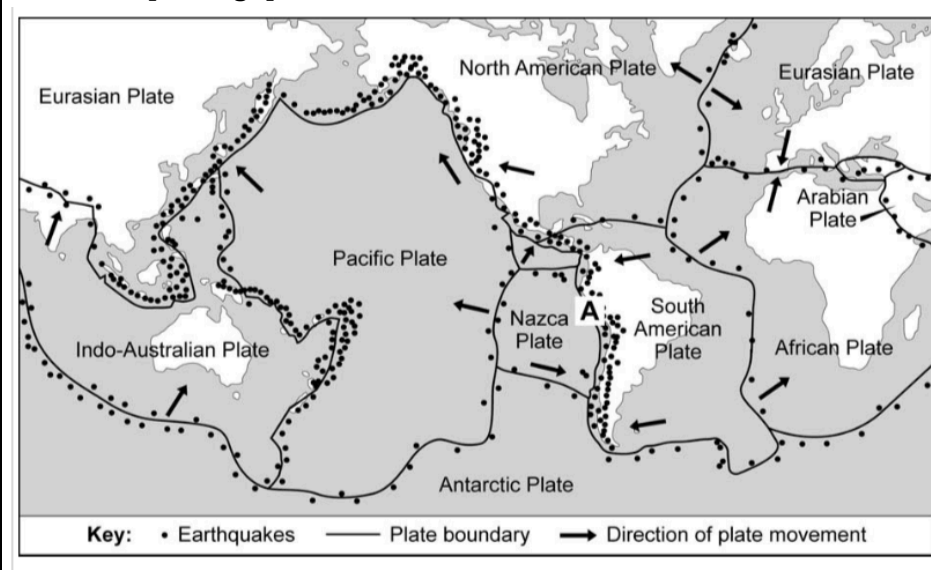 North American Plate
Eurasian Plate
Eurasian Plate
Arabian
Plate
Pacific Plate
A
Nazca
Plate
South
American
Plate
Indo-Australian Plate
African Plate
Antarctic Plate
Key: • Earthquakes — Plate boundary → Direction of plate movement